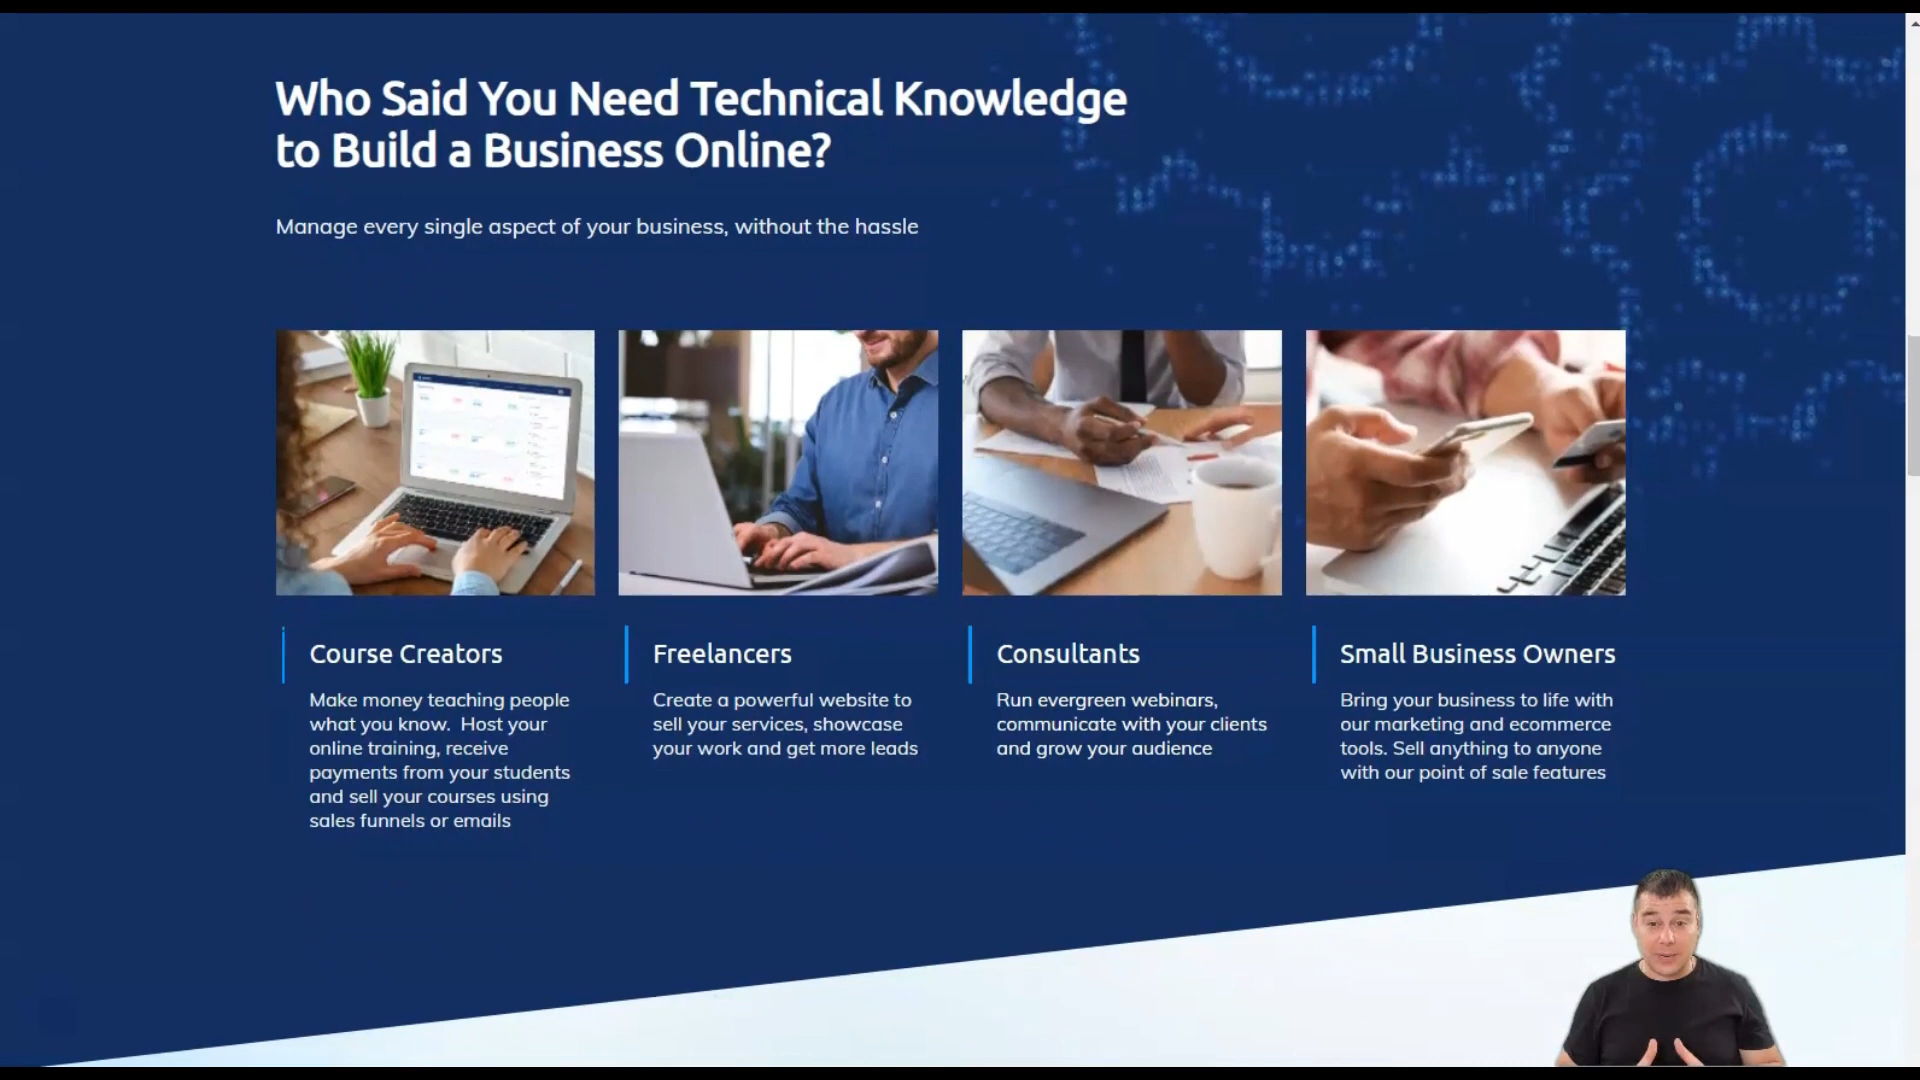 Who Said You Need Technical Knowledge
to Build a Business Online?
Manage every single aspect of your business, without the hassle
Course Creators
Make money teaching people
what you know. Host your
online training, receive
payments from your students
and sell your courses using
sales funnels or emails
Freelancers
Create a powerful website to
sell your services, showcase
your work and get more leads
Consultants
Run evergreen webinars,
communicate with your clients
and grow your audience
Small Business Owners
Bring your business to life with
our marketing and ecommerce
tools. Sell anything to anyone
with our point of sale features